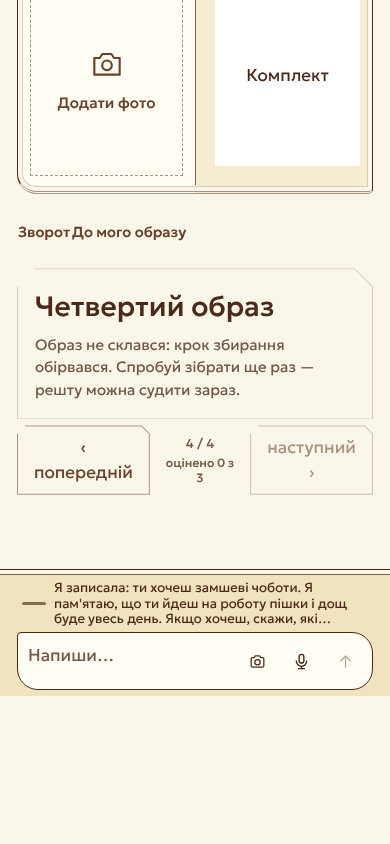 Додати фото
Комплект
Зворот До мого образу
Четвертий образ
Образ не склався: крок збирання
обірвався. Спробуй зібрати ще раз —
решту можна судити зараз.
‹
попередній
4 / 4
оцінено 0 з
3
наступний
›
Я записала: ти хочеш замшеві чоботи. Я
пам'ятаю, що ти йдеш на роботу пішки і дощ
буде увесь день. Якщо хочеш, скажи, які…
Напиши…